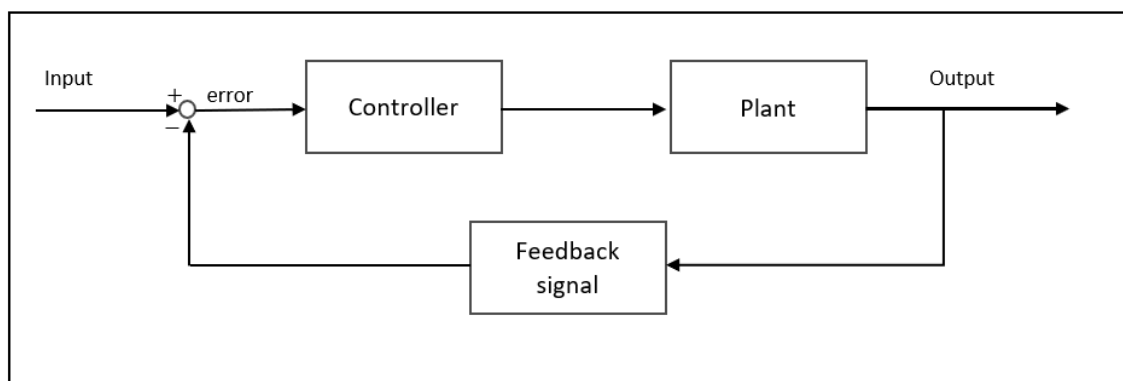 Input
+
error
−
Controller
Plant
Output
Feedback
signal